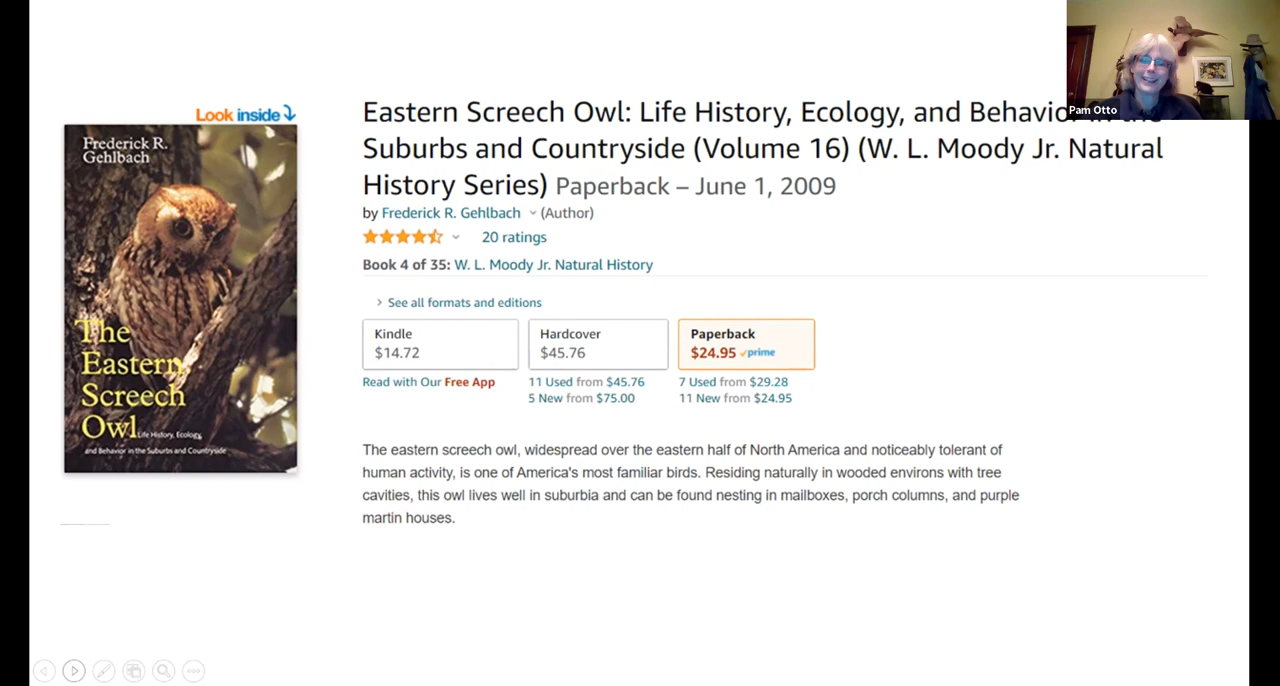 Pam Otto
Look inside
Frederick R.
Gehlbach
The
Eastern
Screech
Owl
Life History, Ecology,
and Behavior in the Suburbs and Countryside
Eastern Screech Owl: Life History, Ecology, and Behavior in the
Suburbs and Countryside (Volume 16) (W. L. Moody Jr. Natural
History Series) Paperback – June 1, 2009
by Frederick R. Gehlbach (Author)
20 ratings
Book 4 of 35: W. L. Moody Jr. Natural History
See all formats and editions
Kindle
$14.72
Read with Our Free App
Hardcover
$45.76
11 Used from $45.76
5 New from $75.00
Paperback
$24.95 prime
7 Used from $29.28
11 New from $24.95
The eastern screech owl, widespread over the eastern half of North America and noticeably tolerant of
human activity, is one of America's most familiar birds. Residing naturally in wooded environs with tree
cavities, this owl lives well in suburbia and can be found nesting in mailboxes, porch columns, and purple
martin houses.